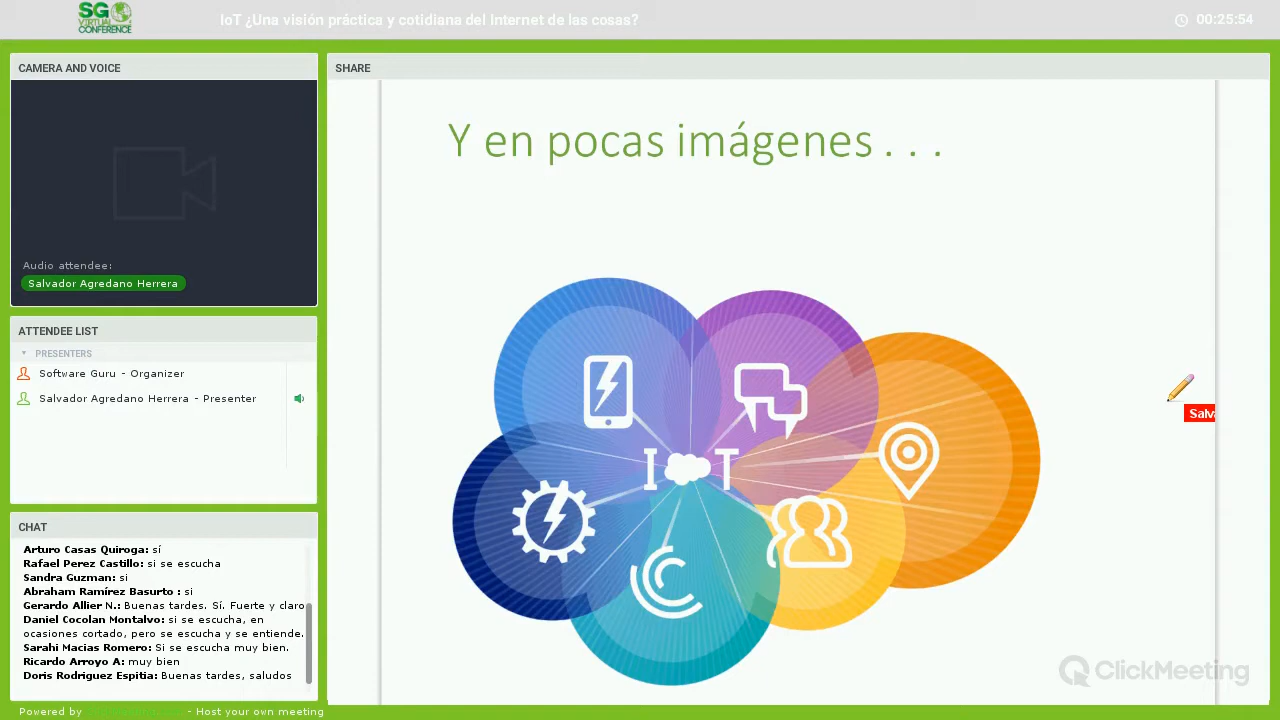 SG
VIRTUAL
CONFERENCE
IoT ¿Una visión práctica y cotidiana del Internet de las cosas?
00:25:54
CAMERA AND VOICE
Audio attendee:
Salvador Agredano Herrera
ATTENDEE LIST
PRESENTERS
Software Guru - Organizer
Salvador Agredano Herrera - Presenter
CHAT
Arturo Casas Quiroga: sí
Rafael Perez Castillo: si se escucha
Sandra Guzman: si
Abraham Ramírez Basurto : si
Gerardo Allier N.: Buenas tardes. Sí. Fuerte y claro
Daniel Cocolan Montalvo: si se escucha, en
ocasiones cortado, pero se escucha y se entiende.
Sarahi Macias Romero: Si se escucha muy bien.
Ricardo Arroyo A: muy bien
Doris Rodriguez Espitia: Buenas tardes, saludos
Powered by
- Host your own meeting
SHARE
Y en pocas imágenes . . .
I T
Salva
ClickMeeting